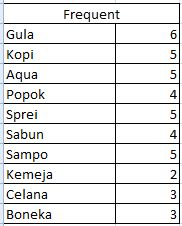 Frequent
Gula 6
Kopi 5
Aqua 5
Popok 4
Sprei 5
Sabun 4
Sampo 5
Kemeja 2
Celana 3
Boneka 3